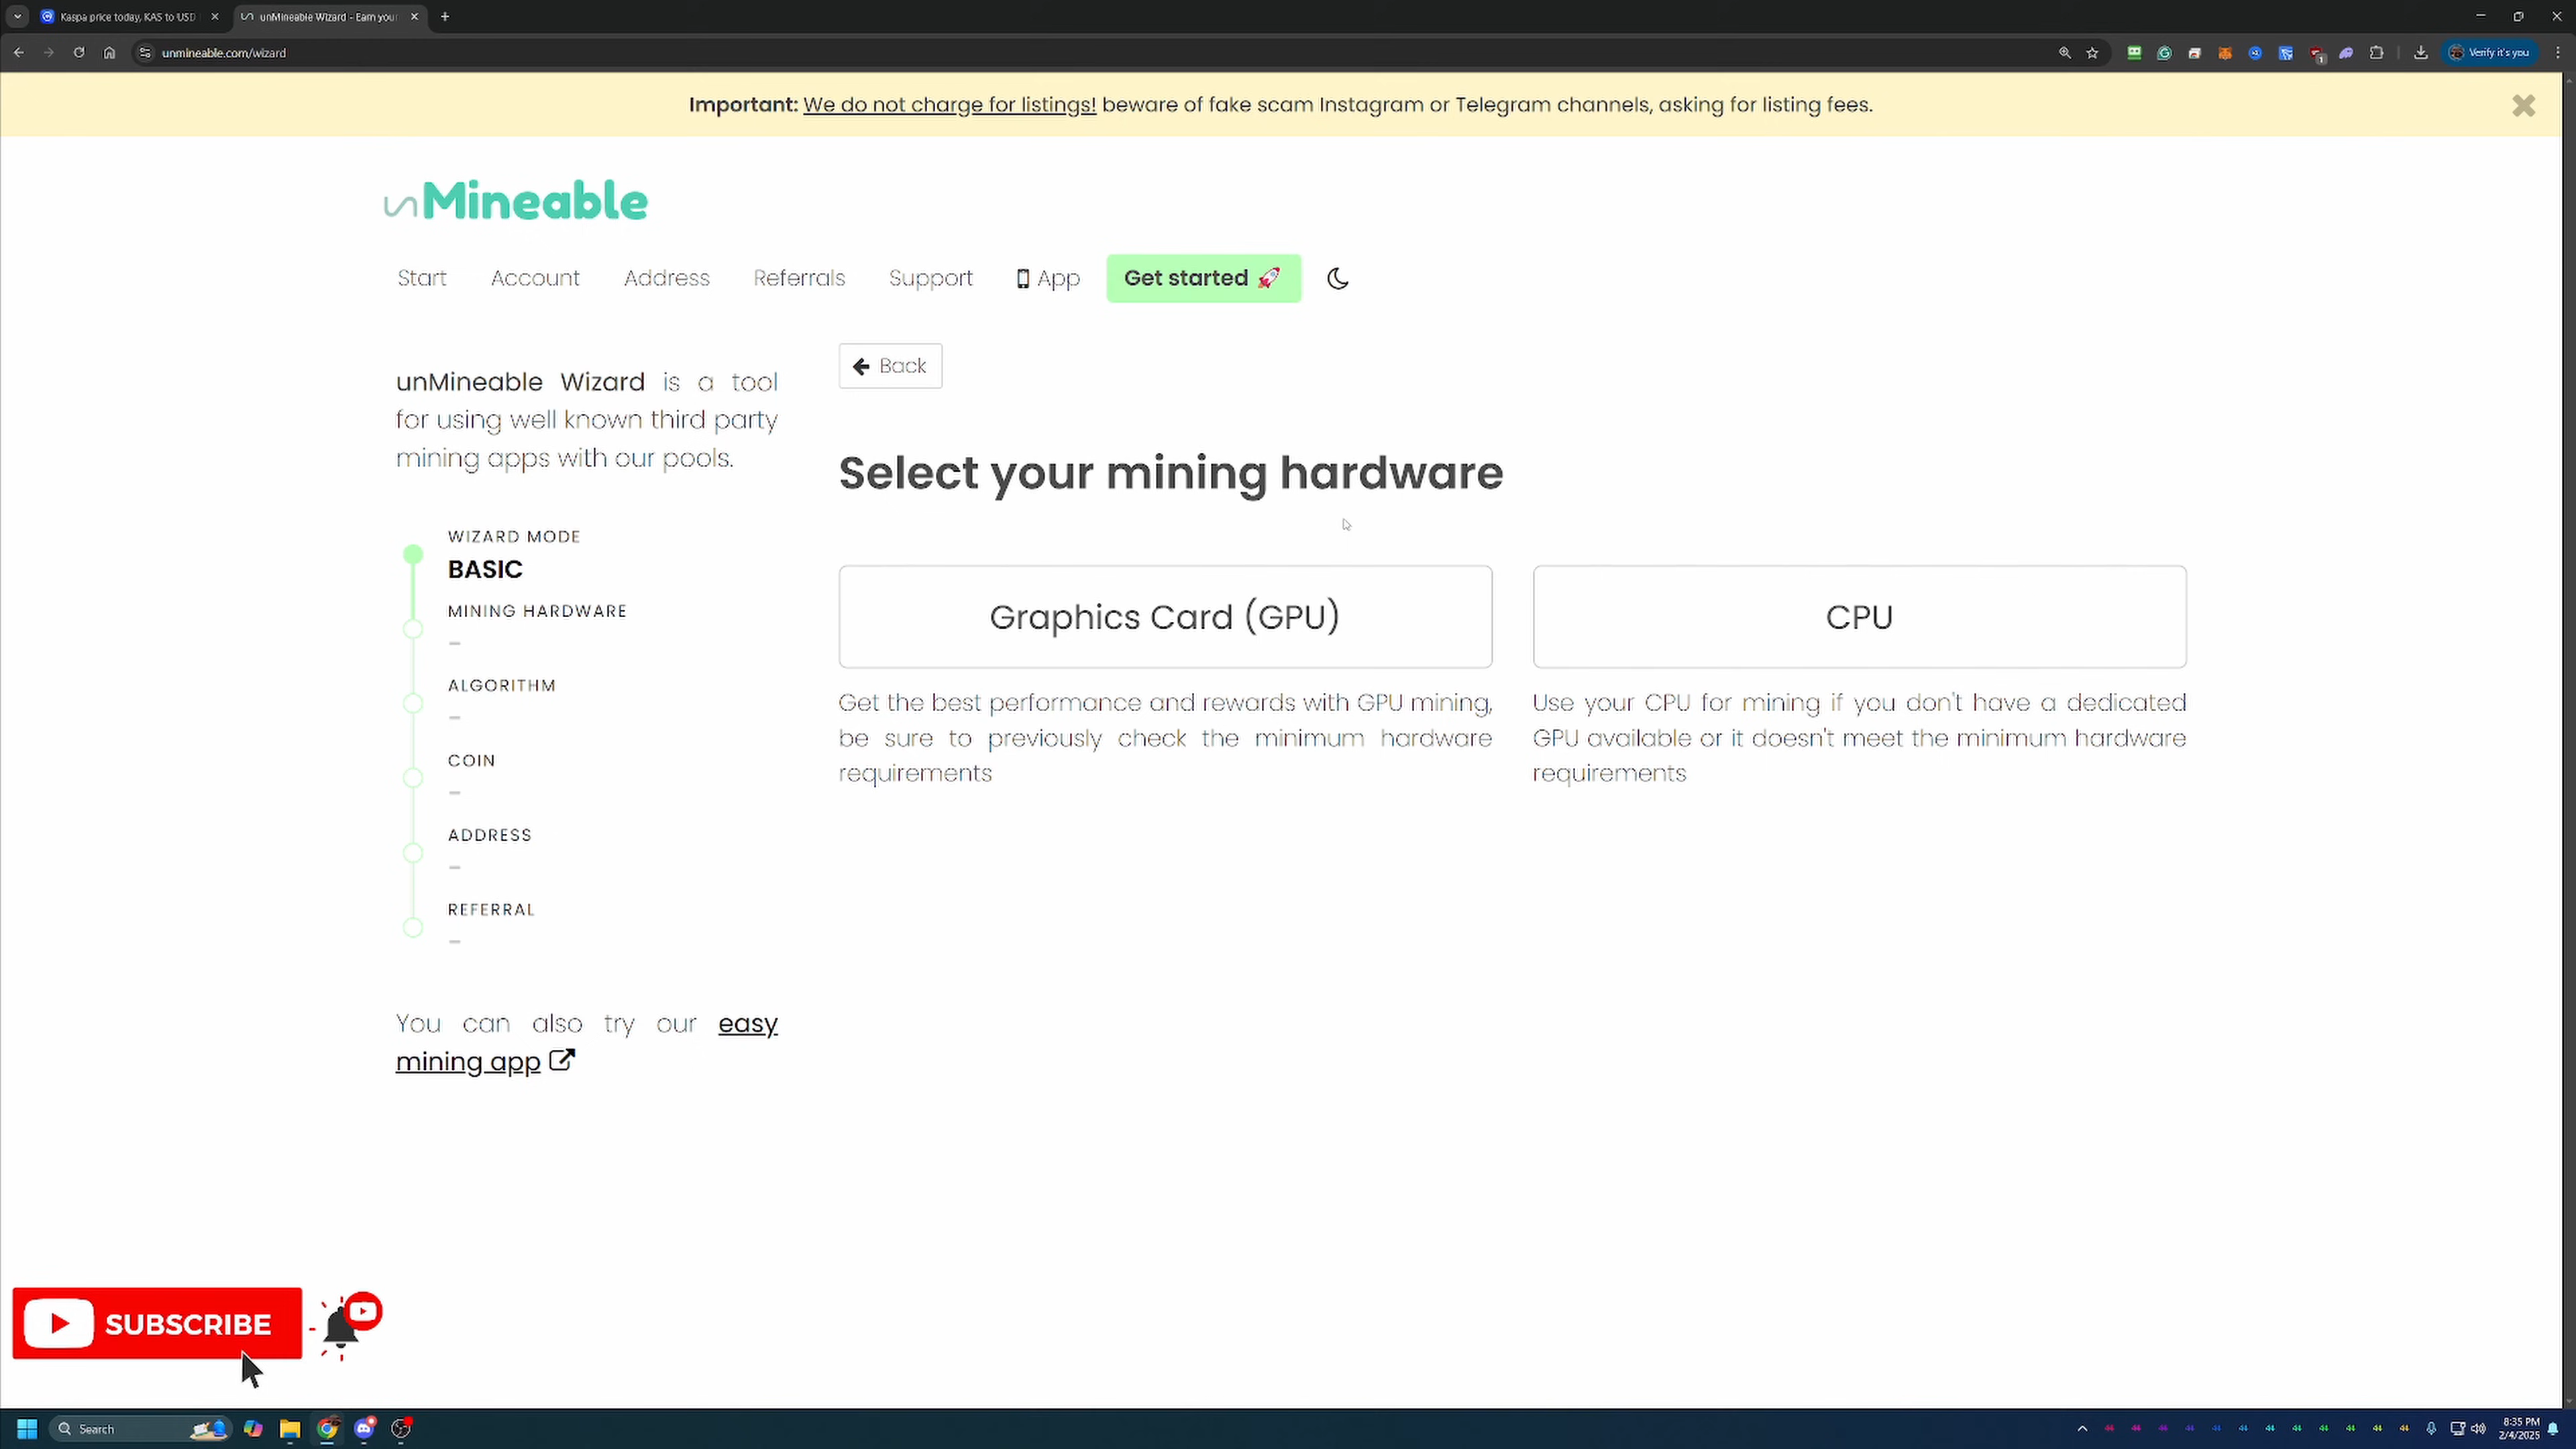 Kaspa price today, KAS to USD
unMineable Wizard - Earn your
unmineable.com/wizard
Verify it's you
Important: We do not charge for listings! beware of fake scam Instagram or Telegram channels, asking for listing fees.
unMineable
Start Account Address Referrals Support App Get started
Back
unMineable Wizard is a tool
for using well known third party
mining apps with our pools.
WIZARD MODE
BASIC
MINING HARDWARE
–
ALGORITHM
–
COIN
–
ADDRESS
–
REFERRAL
–
You can also try our easy
mining app
Select your mining hardware
Graphics Card (GPU)
Get the best performance and rewards with GPU mining,
be sure to previously check the minimum hardware
requirements
CPU
Use your CPU for mining if you don't have a dedicated
GPU available or it doesn't meet the minimum hardware
requirements
SUBSCRIBE
Search
8:35 PM
2/4/2025